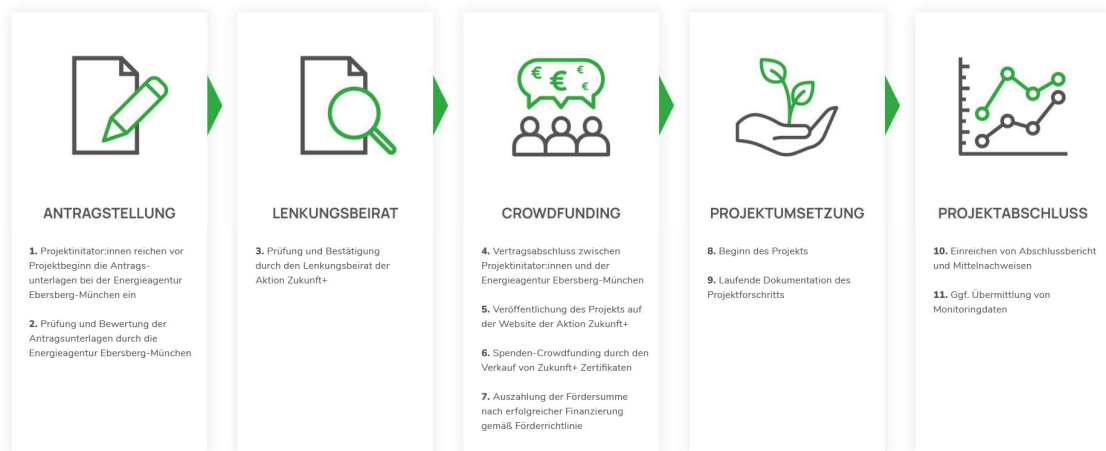 ANTRAGSTELLUNG
1. Projektinitator:innen reichen vor
Projektbeginn die Antrags-
unterlagen bei der Energieagentur
Ebersberg-München ein
2. Prüfung und Bewertung der
Antragsunterlagen durch die
Energieagentur Ebersberg-München
LENKUNGSBEIRAT
3. Prüfung und Bestätigung
durch den Lenkungsbeirat der
Aktion Zukunft+
€ € € €
CROWDFUNDING
4. Vertragsabschluss zwischen
Projektinitator:innen und der
Energieagentur Ebersberg-München
5. Veröffentlichung des Projekts auf
der Website der Aktion Zukunft+
6. Spenden-Crowdfunding durch den
Verkauf von Zukunft+ Zertifikaten
7. Auszahlung der Fördersumme
nach erfolgreicher Finanzierung
gemäß Förderrichtlinie
PROJEKTUMSETZUNG
8. Beginn des Projekts
9. Laufende Dokumentation des
Projektforschritts
PROJEKTABSCHLUSS
10. Einreichen von Abschlussbericht
und Mittelnachweisen
11. Ggf. Übermittlung von
Monitoringdaten